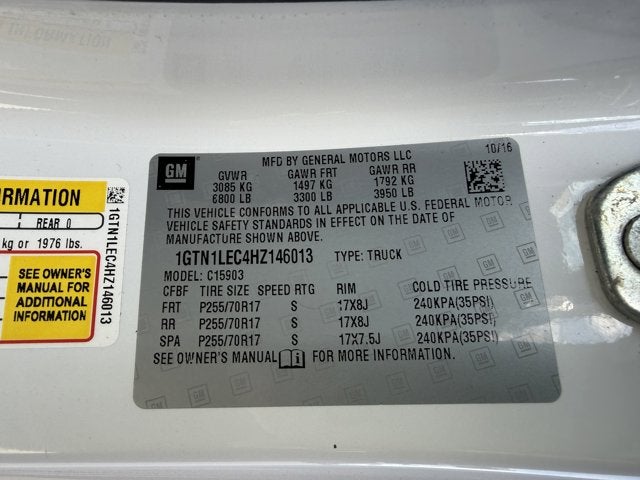 RMATION
REAR 0
kg or 1976 lbs.
SEE OWNER'S
MANUAL FOR
ADDITIONAL
INFORMATION
1GTN1LEC4HZ146013
GM
MFD BY GENERAL MOTORS LLC
10/16
GVWR GAWR FRT GAWR RR
3085 KG 1497 KG 1792 KG
6800 LB 3300 LB 3950 LB
THIS VEHICLE CONFORMS TO ALL APPLICABLE U.S. FEDERAL MOTOR
VEHICLE SAFETY STANDARDS IN EFFECT ON THE DATE OF
MANUFACTURE SHOWN ABOVE.
1GTN1LEC4HZ146013 TYPE: TRUCK
MODEL: C15903
CFBF TIRE SIZE SPEED RTG RIM COLD TIRE PRESSURE
FRT P255/70R17 S 17X8J 240KPA(35PSI)
RR P255/70R17 S 17X8J 240KPA(35PSI)
SPA P255/70R17 S 17X7.5J 240KPA(35PSI)
SEE OWNER'S MANUAL FOR MORE INFORMATION.